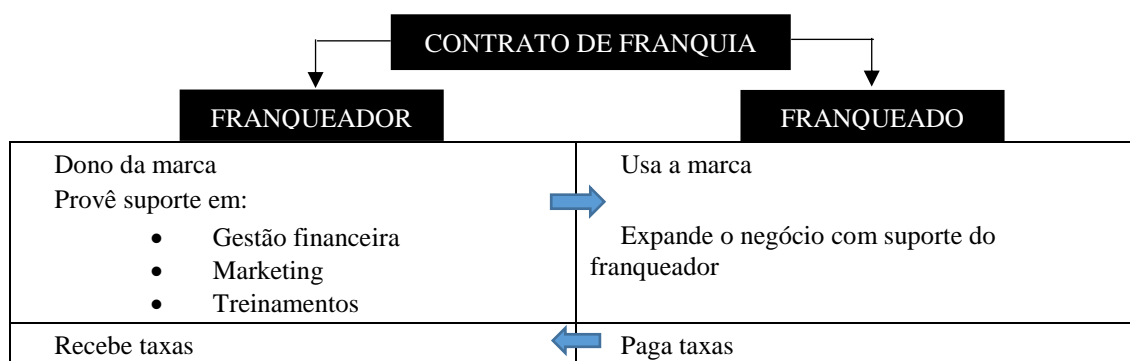 CONTRATO DE FRANQUIA
FRANQUEADOR
FRANQUEADO
Dono da marca
Provê suporte em:
• Gestão financeira
• Marketing
• Treinamentos
Usa a marca
Expande o negócio com suporte do
franqueador
Recebe taxas
Paga taxas